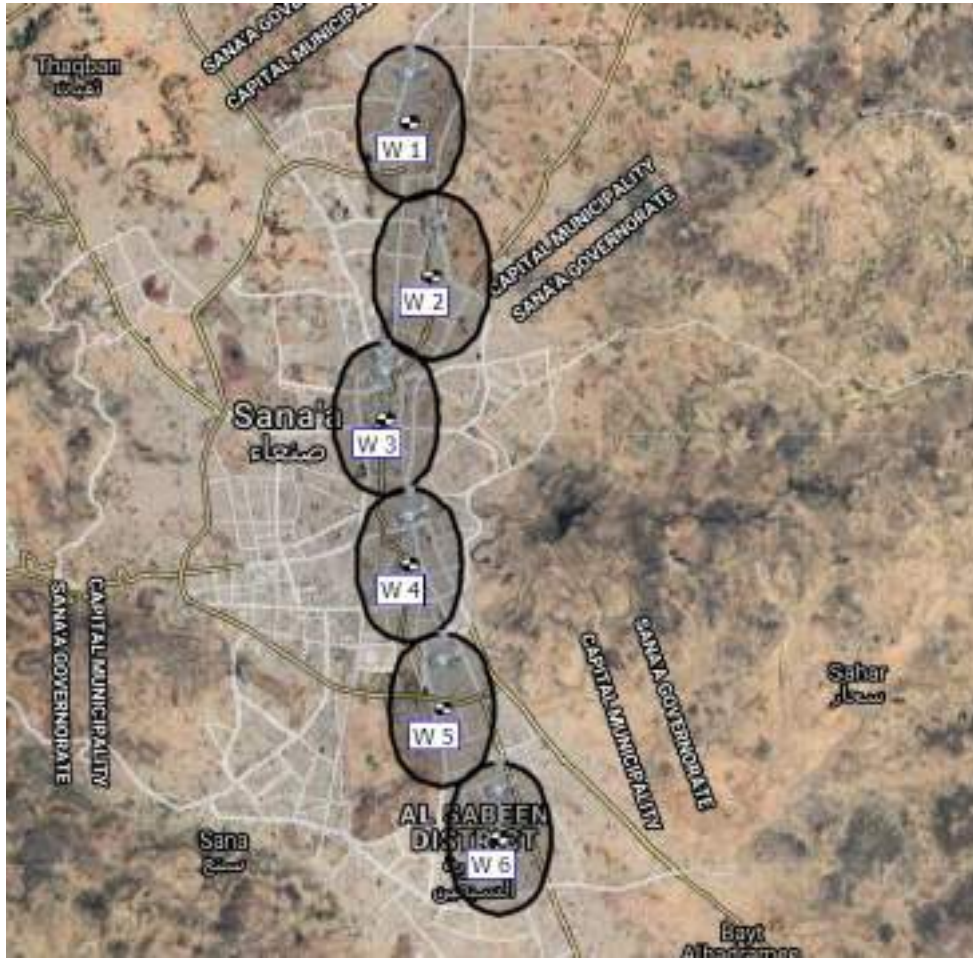 Thaqban
SANA'A GOVERNORATE
CAPITAL MUNICIPALITY
W 1
CAPITAL MUNICIPALITY
SANA'A GOVERNORATE
W 2
Sana'a
صنعاء
W 3
W 4
SANA'A GOVERNORATE
CAPITAL MUNICIPALITY
SANA'A GOVERNORATE
CAPITAL MUNICIPALITY
Sahar
سحار
W 5
AL SABEEN
DISTRICT
W 6
Sana
سنع
Bayt